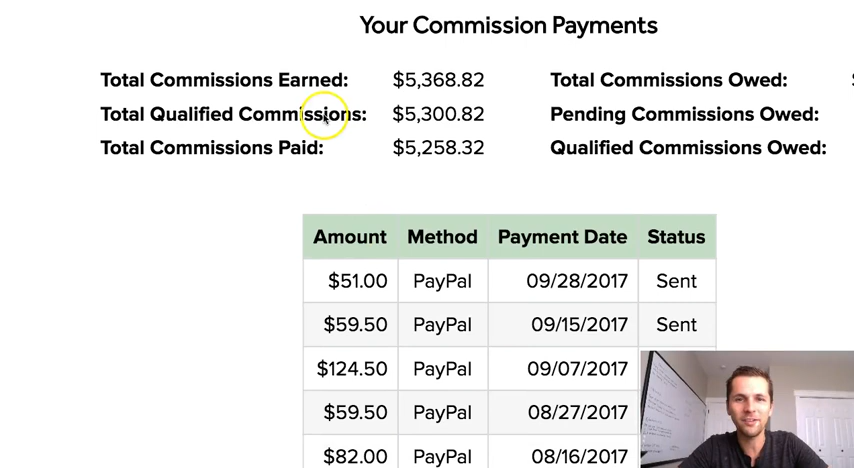 Your Commission Payments
Total Commissions Earned: $5,368.82 Total Commissions Owed:
Total Qualified Commissions: $5,300.82 Pending Commissions Owed:
Total Commissions Paid: $5,258.32 Qualified Commissions Owed:
Amount Method Payment Date Status
$51.00 PayPal 09/28/2017 Sent
$59.50 PayPal 09/15/2017 Sent
$124.50 PayPal 09/07/2017
$59.50 PayPal 08/27/2017
$82.00 PayPal 08/16/2017